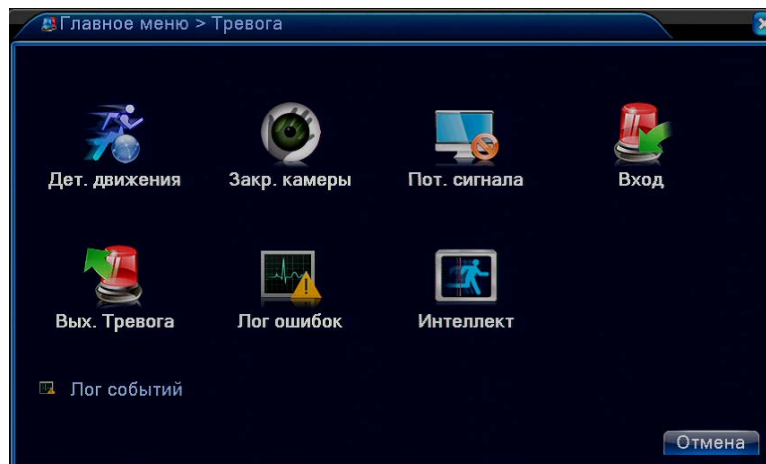 Главное меню > Тревога
Дет. движения Закр. камеры Пот. сигнала Вход
Вых. Тревога Лог ошибок Интеллект
Лог событий
Отмена